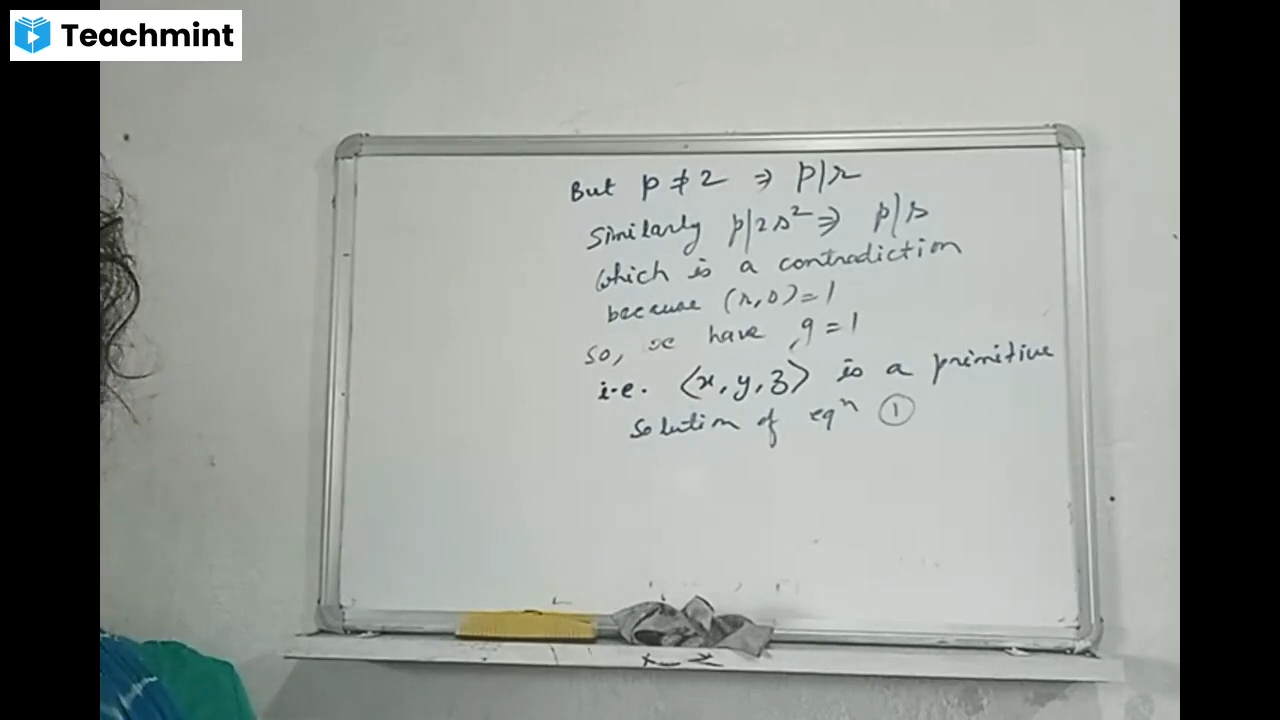 Teachmint
But p ≠ 2 ⇒ p|r
Similarly p|2s² ⇒ p|s
which is a contradiction
because (r,s)=1
so, we have, g=1
i.e. <x, y, z> is a primitive
Solution of eqⁿ ①